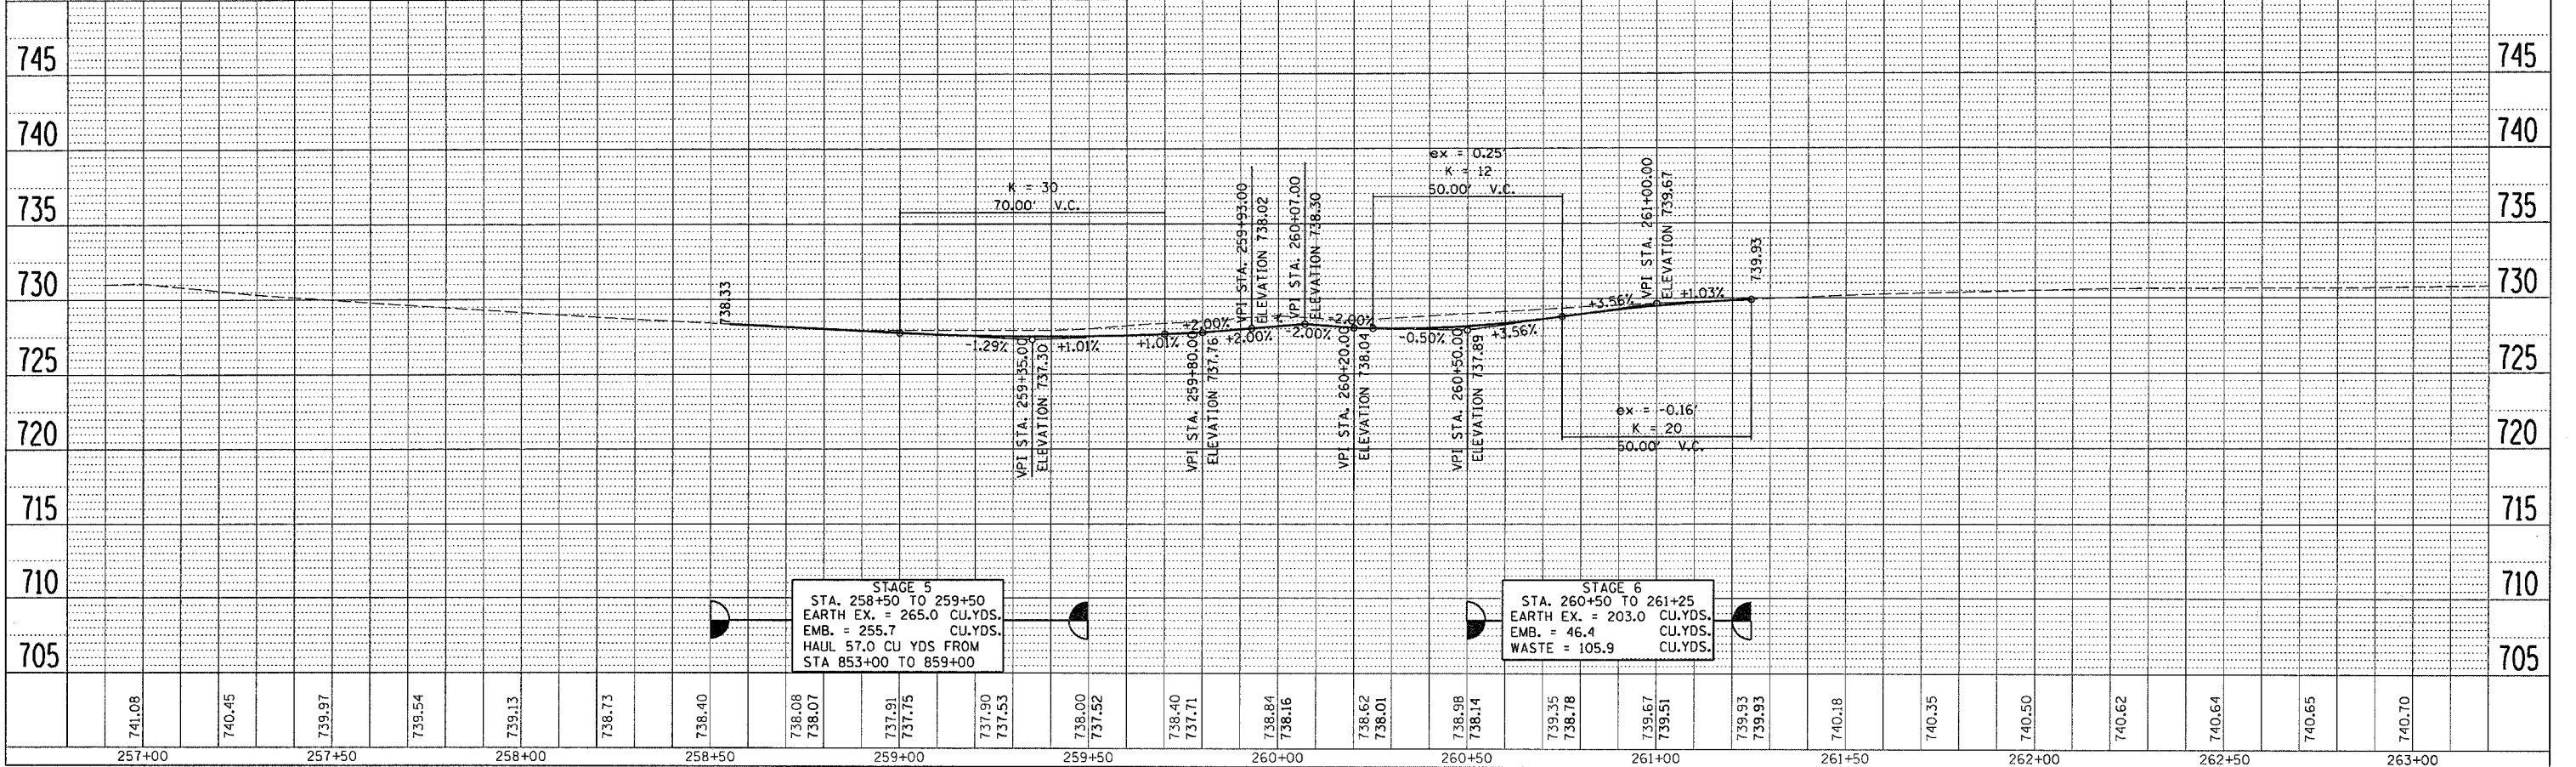 745
745
740
740
735
735
730
730
725
725
720
720
715
715
710
710
705
705
738.33
K = 30
70.00' V.C.
-1.29%
VPI STA. 259+35.00
ELEVATION 737.30
+1.01%
+1.01%
+2.00%
VPI STA. 259+80.00
ELEVATION 737.76
+2.00%
VPI STA. 259+93.00
ELEVATION 738.02
VPI STA. 260+07.00
ELEVATION 738.30
-2.00%
-2.00%
VPI STA. 260+20.00
ELEVATION 738.04
ex = 0.25'
K = 12
50.00' V.C.
-0.50%
VPI STA. 260+50.00
ELEVATION 737.89
+3.56%
+3.56%
VPI STA. 261+00.00
ELEVATION 739.67
+1.03%
739.93
ex = -0.16'
K = 20
50.00' V.C.
STAGE 5
STA. 258+50 TO 259+50
EARTH EX. = 265.0 CU.YDS.
EMB. = 255.7 CU.YDS.
HAUL 57.0 CU YDS FROM
STA 853+00 TO 859+00
STAGE 6
STA. 260+50 TO 261+25
EARTH EX. = 203.0 CU.YDS.
EMB. = 46.4 CU.YDS.
WASTE = 105.9 CU.YDS.
741.08
740.45
739.97
739.54
739.13
738.73
738.40
738.08
738.07
737.91
737.75
737.90
737.53
738.00
737.52
738.40
737.71
738.84
738.16
738.62
738.01
738.98
738.14
739.35
738.78
739.67
739.51
739.93
739.93
740.18
740.35
740.50
740.62
740.64
740.65
740.70
257+00
257+50
258+00
258+50
259+00
259+50
260+00
260+50
261+00
261+50
262+00
262+50
263+00